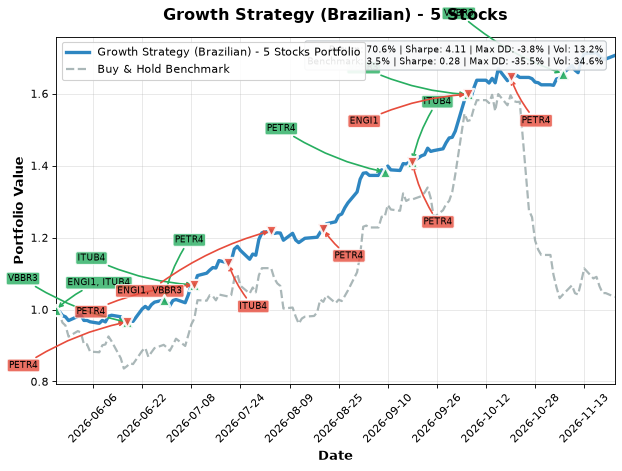 Growth Strategy (Brazilian) - 5 Stocks
VBBR3
Growth Strategy (Brazilian) - 5 Stocks Portfolio
Buy & Hold Benchmark
70.6% | Sharpe: 4.11 | Max DD: -3.8% | Vol: 13.2%
Benchmark: 3.5% | Sharpe: 0.28 | Max DD: -35.5% | Vol: 34.6%
ITUB4
ENGI1
PETR4
PETR4
PETR4
PETR4
ITUB4
PETR4
VBBR3
ENGI1, ITUB4
ENGI1, VBBR3
PETR4
ITUB4
PETR4
Portfolio Value
1.6
1.4
1.2
1.0
0.8
2026-06-06
2026-06-22
2026-07-08
2026-07-24
2026-08-09
2026-08-25
2026-09-10
2026-09-26
2026-10-12
2026-10-28
2026-11-13
Date